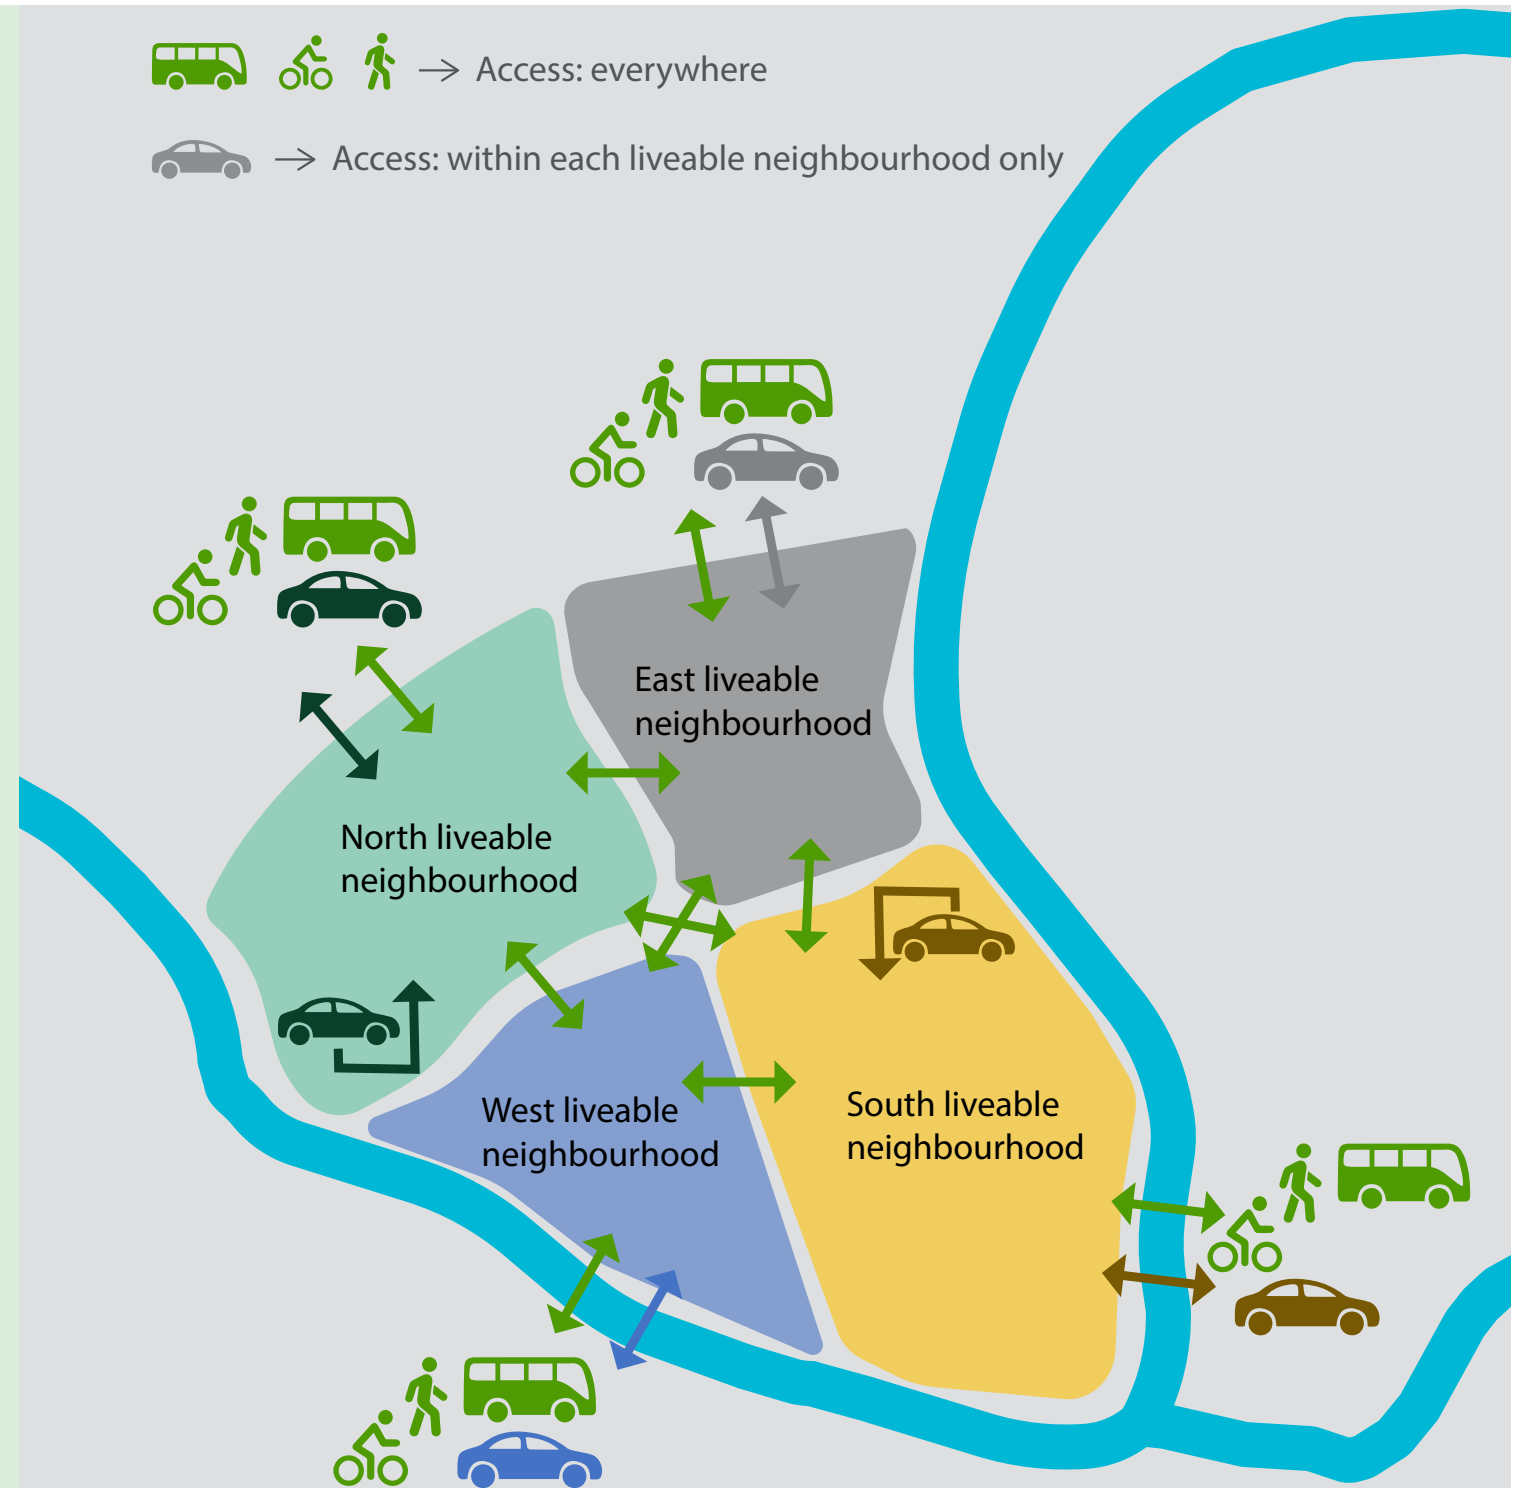 Access: everywhere
Access: within each liveable neighbourhood only
East liveable
neighbourhood
North liveable
neighbourhood
West liveable
neighbourhood
South liveable
neighbourhood